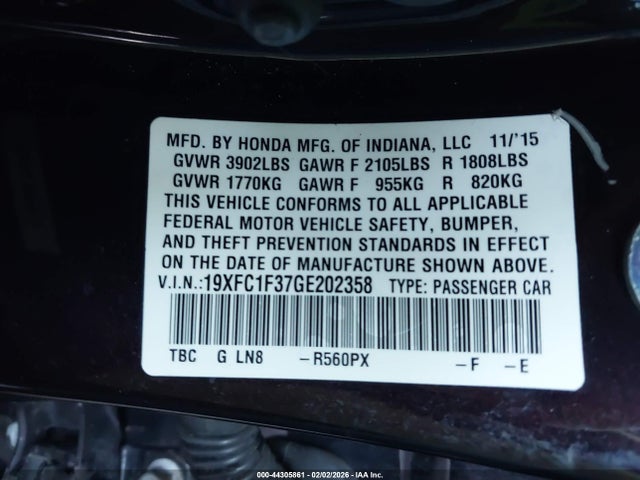 MFD. BY HONDA MFG. OF INDIANA, LLC 11/'15
GVWR 3902LBS GAWR F 2105LBS R 1808LBS
GVWR 1770KG GAWR F 955KG R 820KG
THIS VEHICLE CONFORMS TO ALL APPLICABLE
FEDERAL MOTOR VEHICLE SAFETY, BUMPER,
AND THEFT PREVENTION STANDARDS IN EFFECT
ON THE DATE OF MANUFACTURE SHOWN ABOVE.
V.I.N.:19XFC1F37GE202358 TYPE: PASSENGER CAR
TBC G LN8 -R560PX -F -E
000-44305861 - 02/02/2026 - IAA Inc.